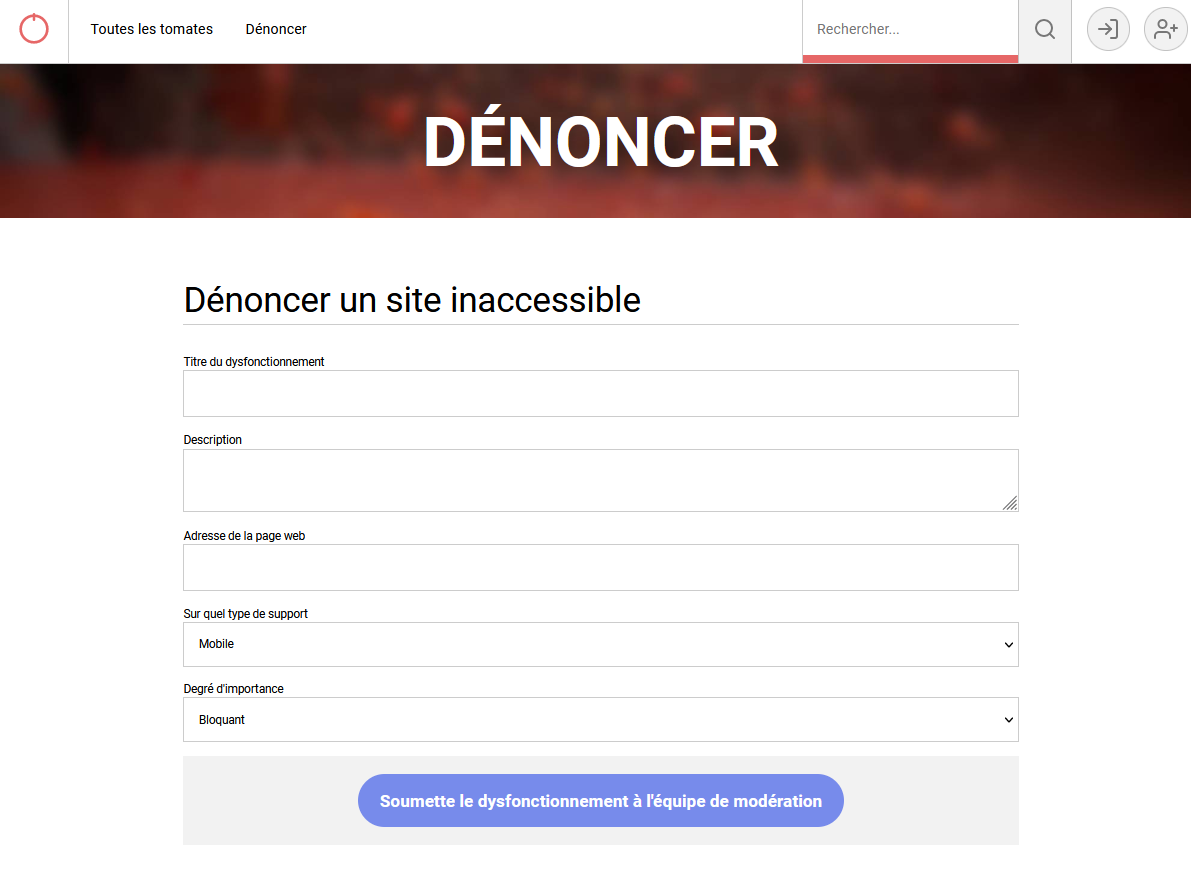 Toutes les tomates
Dénoncer
Rechercher...
DÉNONCER
Dénoncer un site inaccessible
Titre du dysfonctionnement
Description
Adresse de la page web
Sur quel type de support
Mobile
Degré d'importance
Bloquant
Soumette le dysfonctionnement à l'équipe de modération